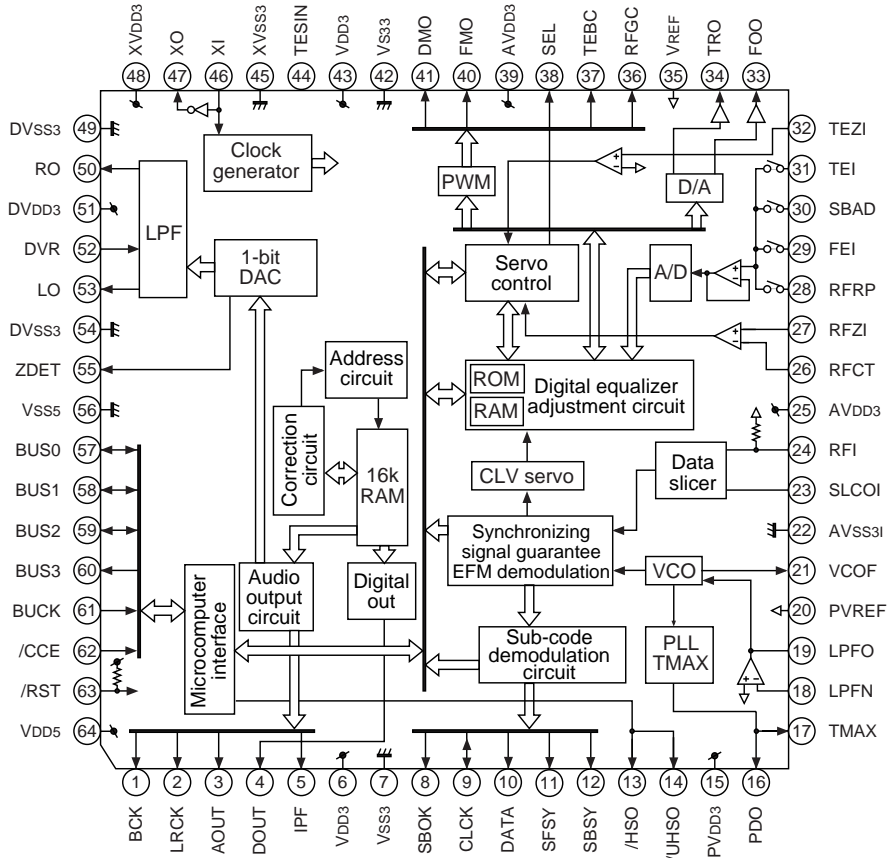 XVDD3
XO
XI
XVSS3
TESIN
VDD3
VS33
DMO
FMO
AVDD3
SEL
TEBC
RFGC
VREF
TRO
FOO
48
47
46
45
44
43
42
41
40
39
38
37
36
35
34
33
DVSS3 49
RO 50
DVDD3 51
DVR 52
LO 53
DVSS3 54
ZDET 55
VSS5 56
BUS0 57
BUS1 58
BUS2 59
BUS3 60
BUCK 61
/CCE 62
/RST 63
VDD5 64
Clock
generator
LPF
1-bit
DAC
PWM
D/A
Servo
control
A/D
Address
circuit
ROM
RAM
Digital equalizer
adjustment circuit
Correction
circuit
16k
RAM
CLV servo
Data
slicer
Synchronizing
signal guarantee
EFM demodulation
VCO
Microcomputer
interface
Audio
output
circuit
Digital
out
Sub-code
demodulation
circuit
PLL
TMAX
32 TEZI
31 TEI
30 SBAD
29 FEI
28 RFRP
27 RFZI
26 RFCT
25 AVDD3
24 RFI
23 SLCOI
22 AVSS3I
21 VCOF
20 PVREF
19 LPFO
18 LPFN
17 TMAX
1
2
3
4
5
6
7
8
9
10
11
12
13
14
15
16
BCK
LRCK
AOUT
DOUT
IPF
VDD3
VSS3
SBOK
CLCK
DATA
SFSY
SBSY
/HSO
/UHSO
PVDD3
PDO